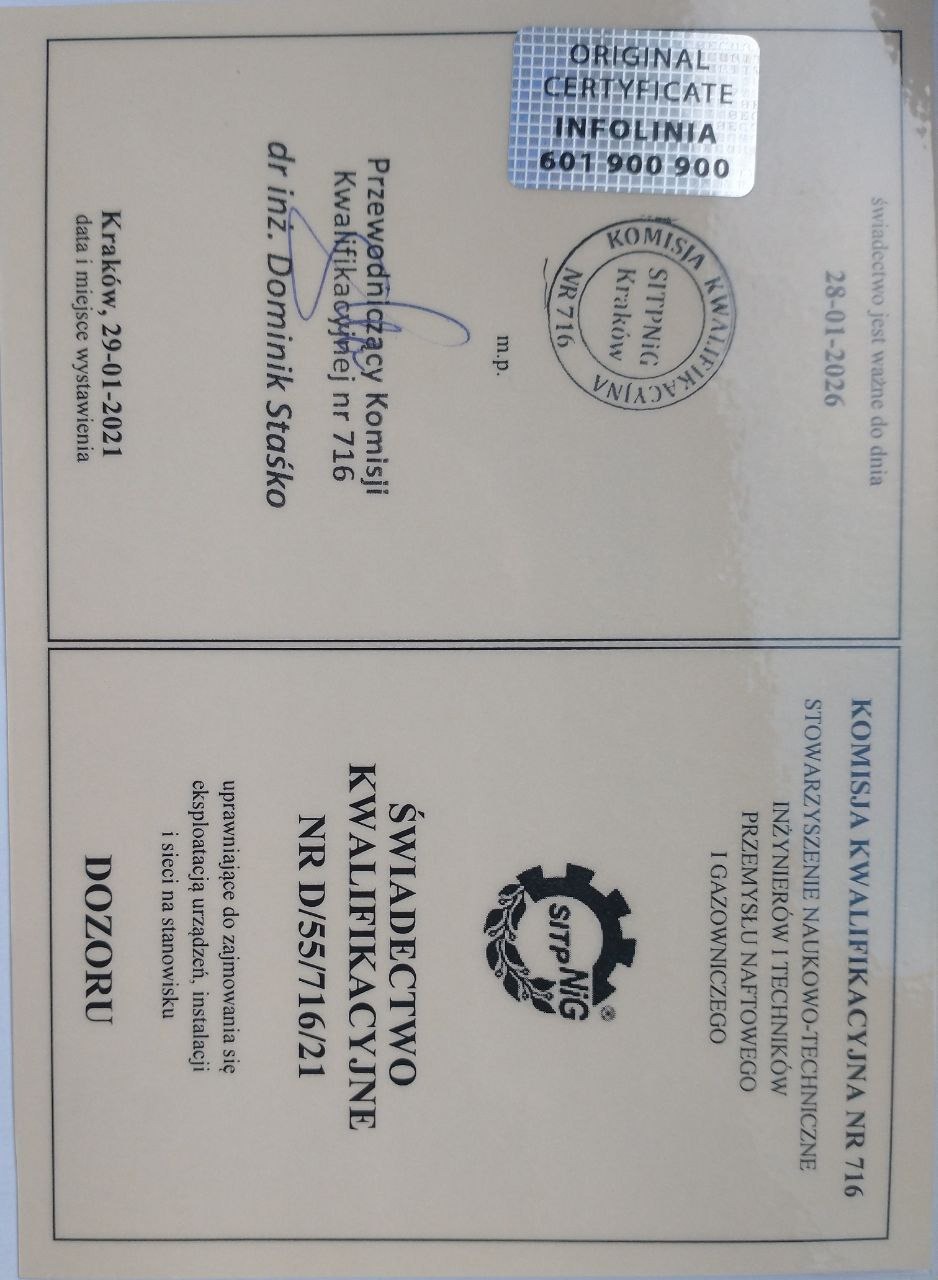 świadectwo jest ważne do dnia
28-01-2026
ORIGINAL
CERTYFICATE
INFOLINIA
601 900 900
KOMISJA KWALIFIKACYJNA
NR 716
SITPNiG
Kraków
m.p.
Przewodniczący Komisji
Kwalifikacyjnej nr 716
dr inż. Dominik Staśko
Kraków, 29-01-2021
data i miejsce wystawienia
KOMISJA KWALIFIKACYJNA NR 716
STOWARZYSZENIE NAUKOWO-TECHNICZNE
INŻYNIERÓW I TECHNIKÓW
PRZEMYSŁU NAFTOWEGO
I GAZOWNICZEGO
SITPNiG ®
ŚWIADECTWO
KWALIFIKACYJNE
NR D/55/716/21
uprawniające do zajmowania się
eksploatacją urządzeń, instalacji
i sieci na stanowisku
DOZORU